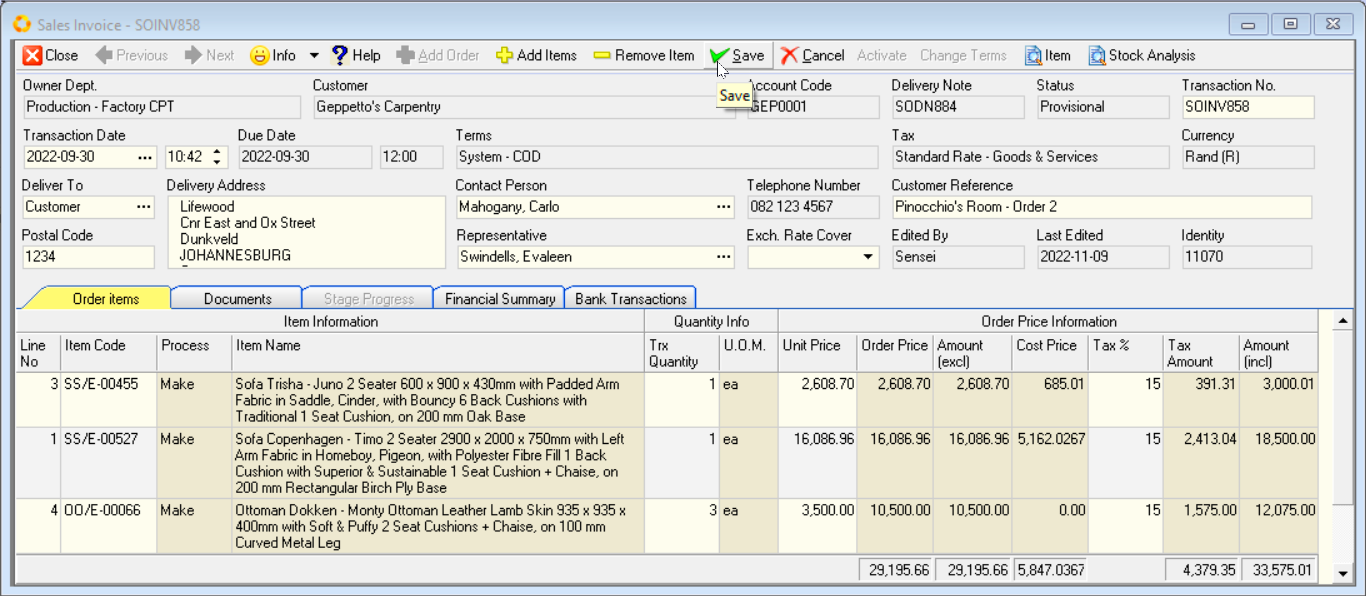 Sales Invoice - SOINV858
Close Previous Next Info Help Add Order Add Items Remove Item Save Cancel Activate Change Terms Item Stock Analysis
Save
Owner Dept. Customer Account Code Delivery Note Status Transaction No.
Production - Factory CPT Geppetto's Carpentry GEP0001 SODN884 Provisional SOINV858
Transaction Date Due Date Terms Tax Currency
2022-09-30 ... 10:42 2022-09-30 12:00 System - COD Standard Rate - Goods & Services Rand (R)
Deliver To Delivery Address Contact Person Telephone Number Customer Reference
Customer ... Lifewood Mahogany, Carlo ... 082 123 4567 Pinocchio's Room - Order 2
Cnr East and Ox Street
Postal Code Dunkveld Representative Exch. Rate Cover Edited By Last Edited Identity
1234 JOHANNESBURG Swindells, Evaleen ... Sensei 2022-11-09 11070
Order items Documents Stage Progress Financial Summary Bank Transactions
Item Information Quantity Info Order Price Information
Line No Item Code Process Item Name Trx Quantity U.O.M. Unit Price Order Price Amount (excl) Cost Price Tax % Tax Amount Amount (incl)
3 SS/E-00455 Make Sofa Trisha - Juno 2 Seater 600 x 900 x 430mm with Padded Arm 1 ea 2,608.70 2,608.70 2,608.70 685.01 15 391.31 3,000.01
Fabric in Saddle, Cinder, with Bouncy 6 Back Cushions with
Traditional 1 Seat Cushion, on 200 mm Oak Base
1 SS/E-00527 Make Sofa Copenhagen - Timo 2 Seater 2900 x 2000 x 750mm with Left 1 ea 16,086.96 16,086.96 16,086.96 5,162.0267 15 2,413.04 18,500.00
Arm Fabric in Homeboy, Pigeon, with Polyester Fibre Fill 1 Back
Cushion with Superior & Sustainable 1 Seat Cushion + Chaise, on
200 mm Rectangular Birch Ply Base
4 OO/E-00066 Make Ottoman Dokken - Monty Ottoman Leather Lamb Skin 935 x 935 x 3 ea 3,500.00 10,500.00 10,500.00 0.00 15 1,575.00 12,075.00
400mm with Soft & Puffy 2 Seat Cushions + Chaise, on 100 mm
Curved Metal Leg
29,195.66 29,195.66 5,847.0367 4,379.35 33,575.01